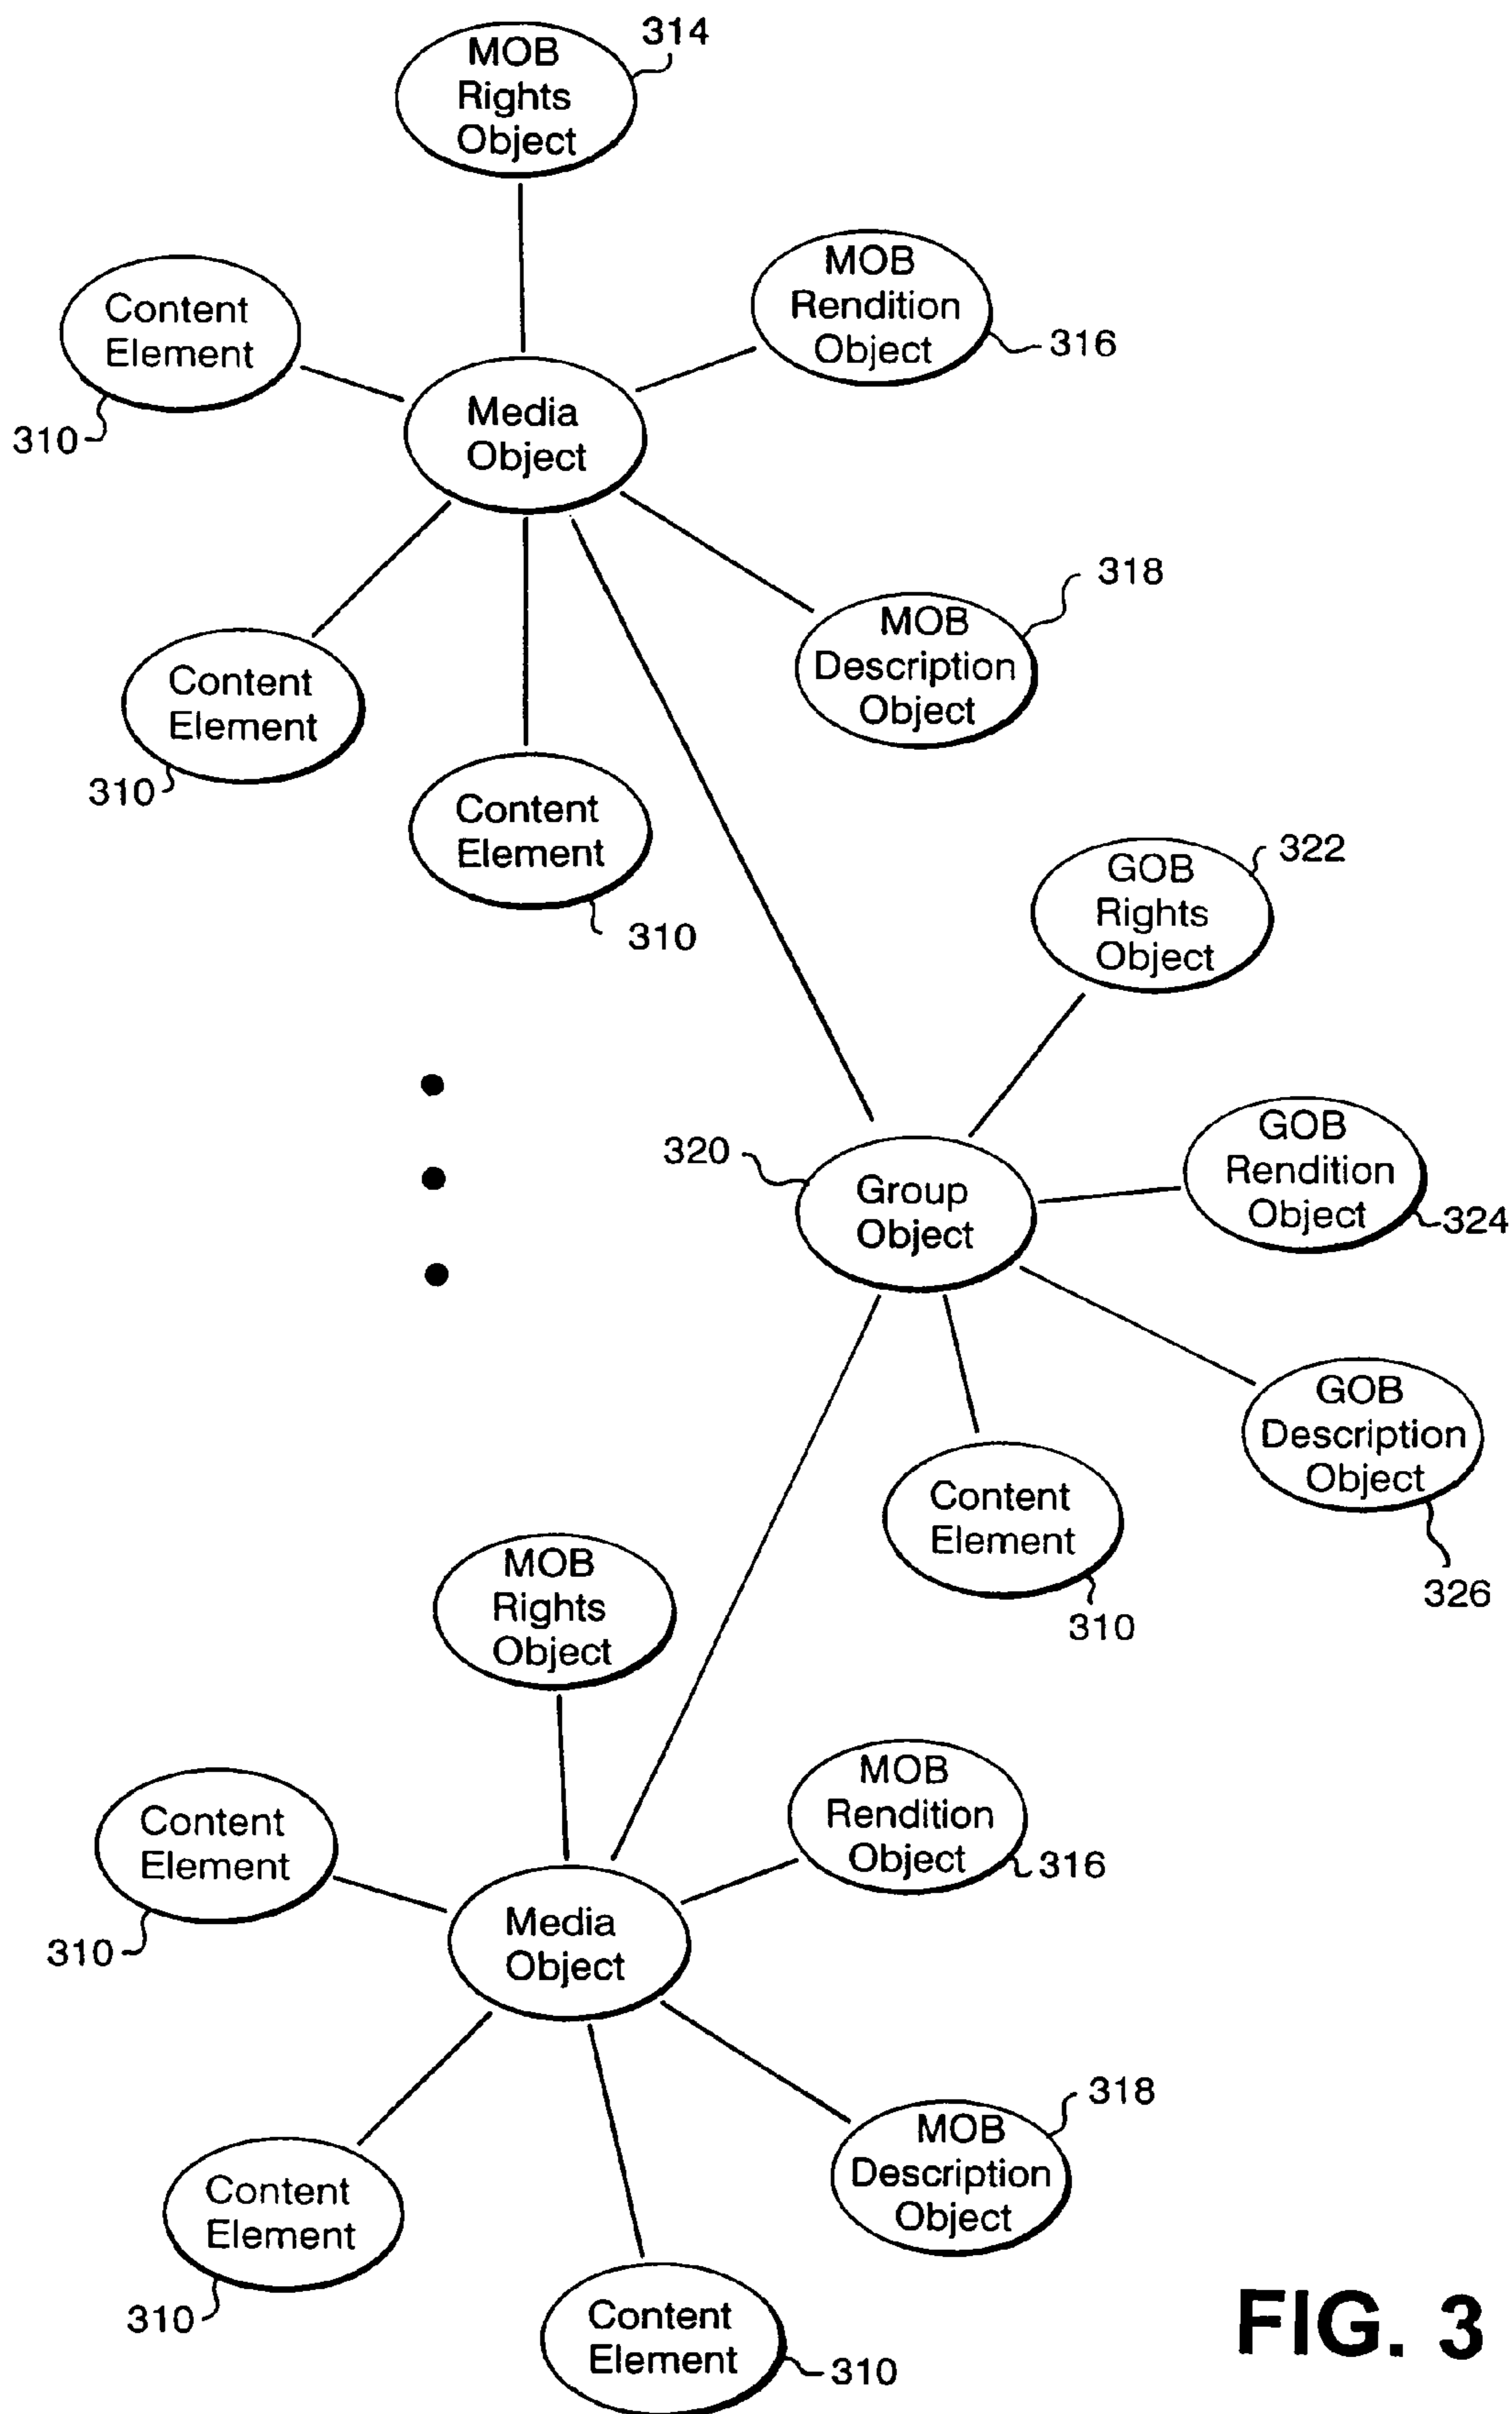 314
MOB
Rights
Object
MOB
Rendition
Object
316
Content
Element
310
Media
Object
318
MOB
Description
Object
Content
Element
310
Content
Element
310
322
GOB
Rights
Object
320
Group
Object
GOB
Rendition
Object
324
GOB
Description
Object
326
Content
Element
310
MOB
Rights
Object
MOB
Rendition
Object
316
Content
Element
310
Media
Object
318
MOB
Description
Object
Content
Element
310
Content
Element
310
FIG. 3